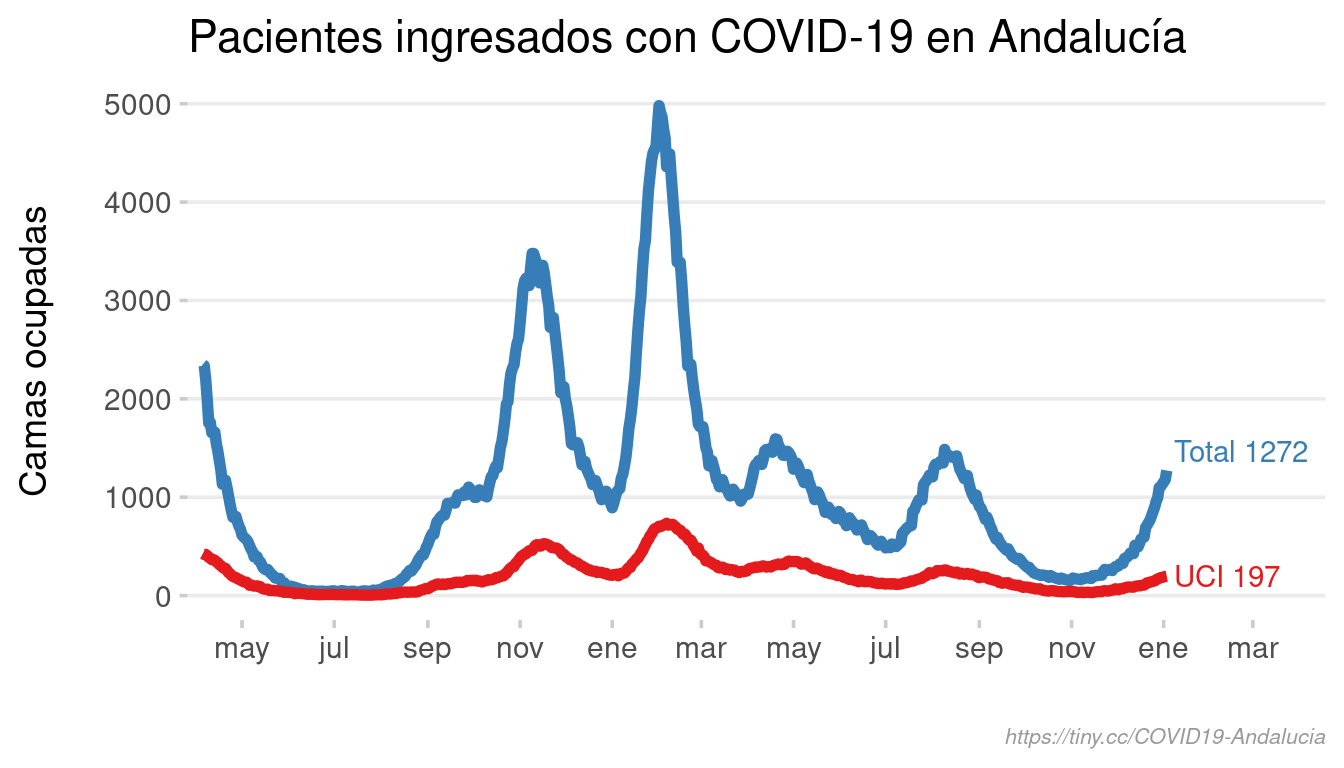 Pacientes ingresados con COVID-19 en Andalucía
Camas ocupadas
5000
4000
3000
2000
1000
0
Total 1272
UCI 197
may jul sep nov ene mar may jul sep nov ene mar
https://tiny.cc/COVID19-Andalucia